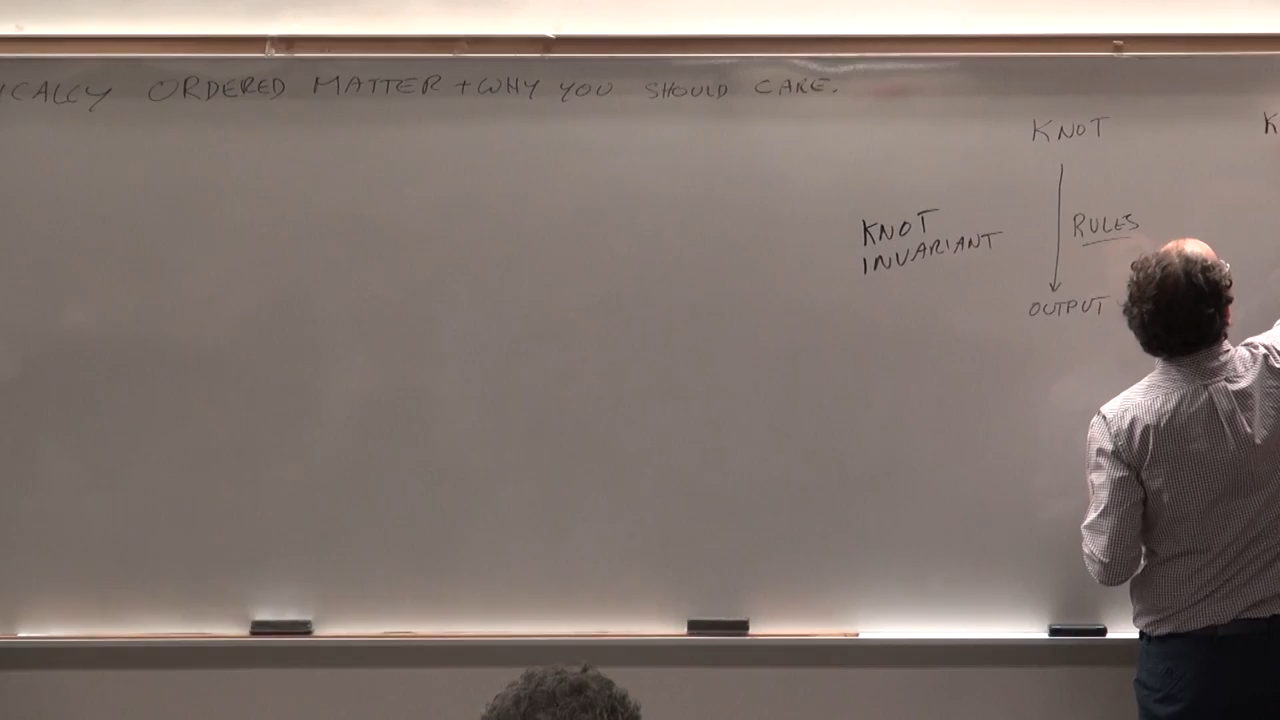 ICALLY ORDERED MATTER + WHY YOU SHOULD CARE.
KNOT
K
KNOT
INVARIANT
RULES
OUTPUT